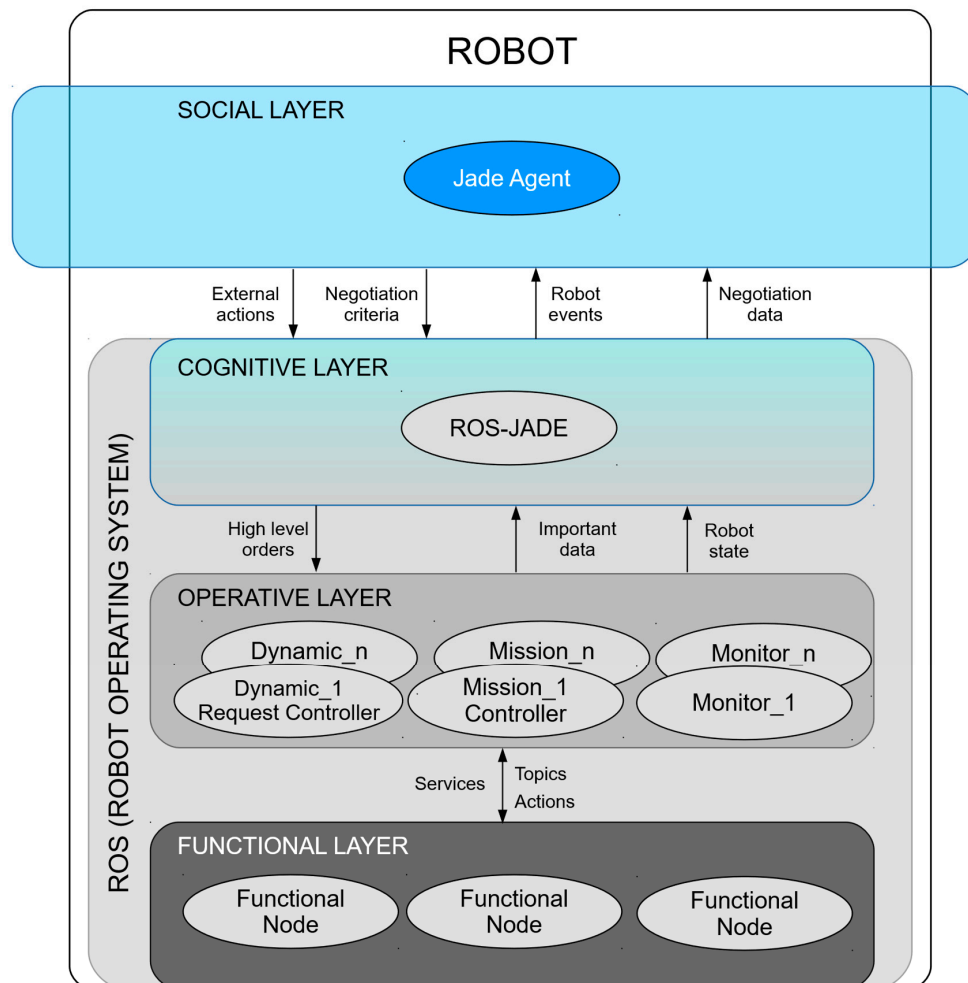 ROBOT
SOCIAL LAYER
Jade Agent
External
actions
Negotiation
criteria
Robot
events
Negotiation
data
ROS (ROBOT OPERATING SYSTEM)
COGNITIVE LAYER
ROS-JADE
High level
orders
Important
data
Robot
state
OPERATIVE LAYER
Dynamic_n
Mission_n
Monitor_n
Dynamic_1
Request Controller
Mission_1
Controller
Monitor_1
Services
Topics
Actions
FUNCTIONAL LAYER
Functional
Node
Functional
Node
Functional
Node